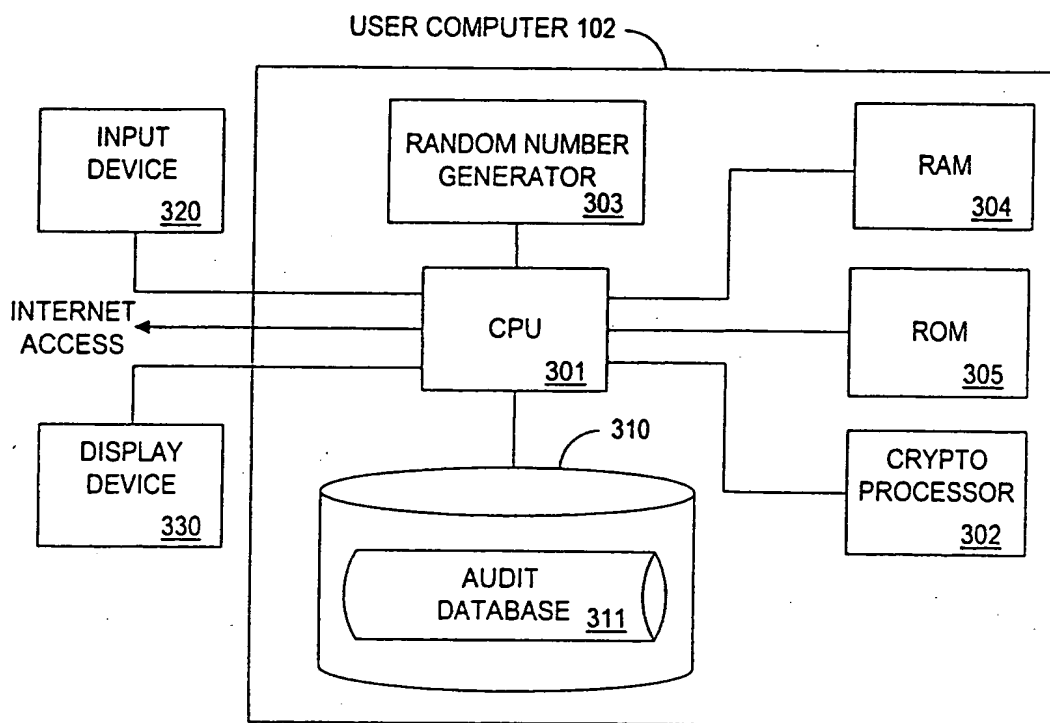 USER COMPUTER 102
INPUT
DEVICE
320
RANDOM NUMBER
GENERATOR
303
RAM
304
INTERNET
ACCESS
CPU
301
ROM
305
DISPLAY
DEVICE
330
310
CRYPTO
PROCESSOR
302
AUDIT
DATABASE
311